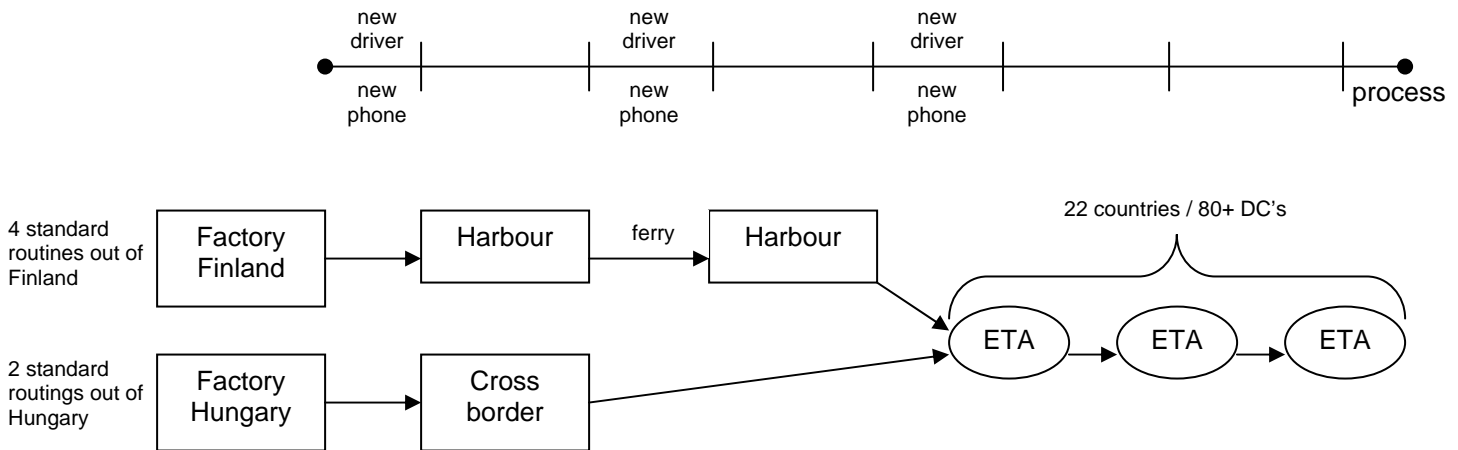 new
driver
new
driver
new
driver
new
phone
new
phone
new
phone
process
22 countries / 80+ DC's
4 standard
routines out of
Finland
Factory
Finland
Harbour
ferry
Harbour
ETA
ETA
ETA
2 standard
routings out of
Hungary
Factory
Hungary
Cross
border